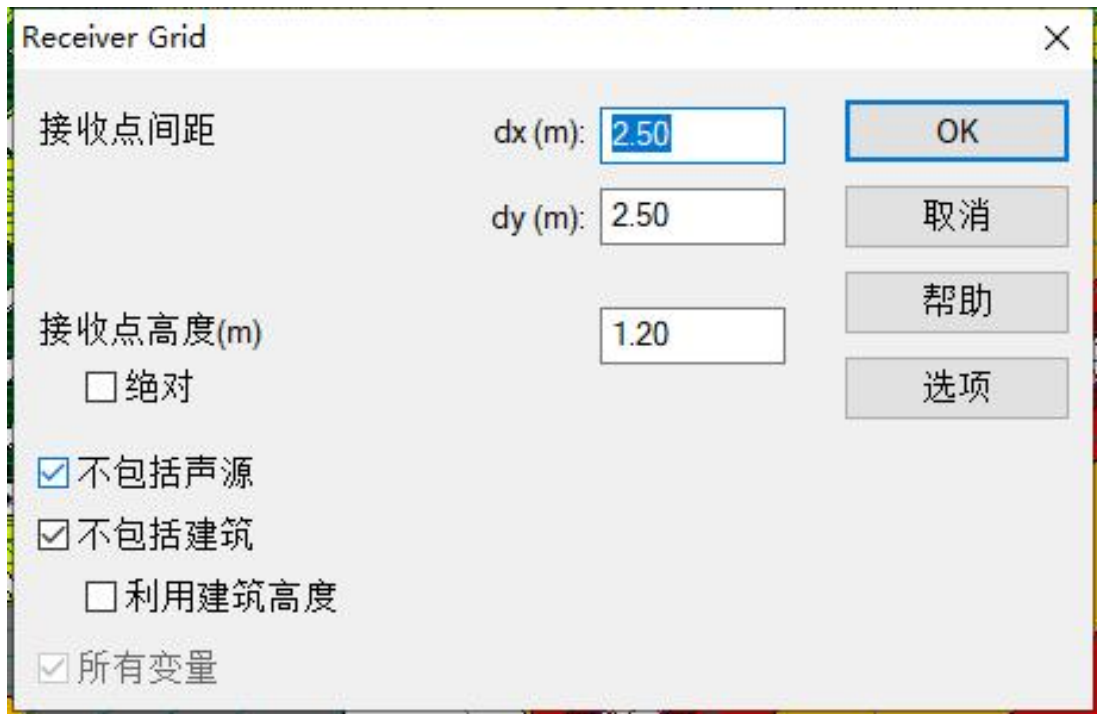 Receiver Grid
接收点间距 dx (m): 2.50 OK
dy (m): 2.50 取消
帮助
接收点高度(m) 1.20
绝对 选项
不包括声源
不包括建筑
利用建筑高度
所有变量